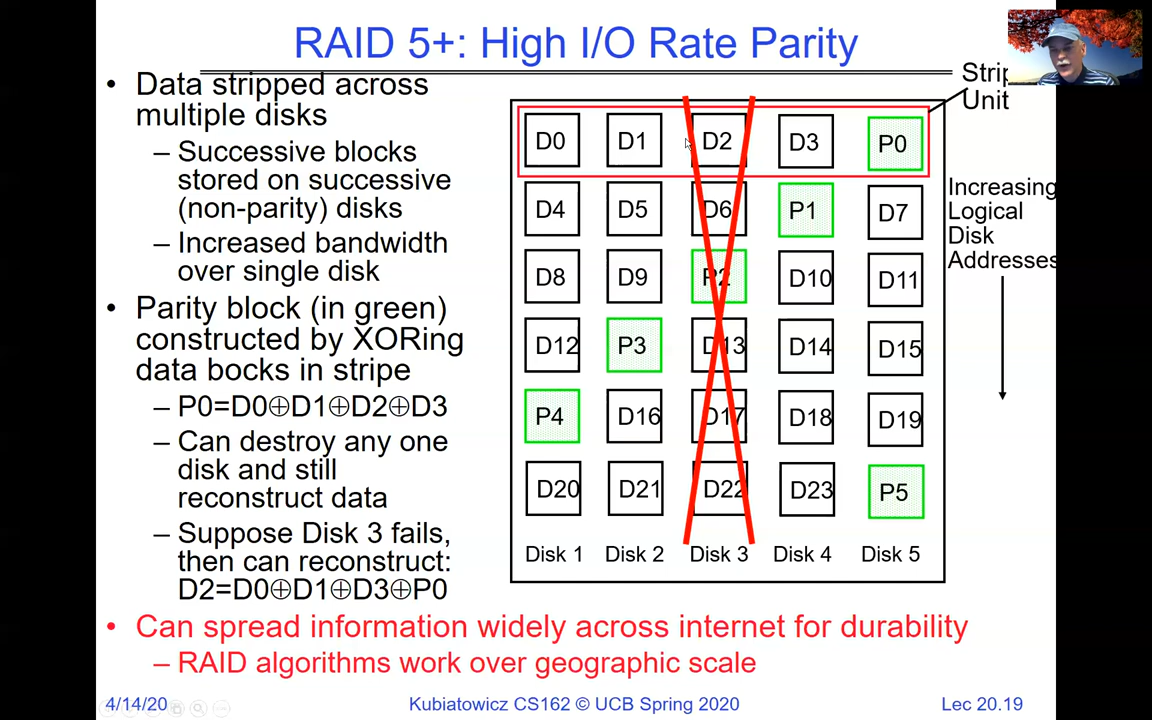 RAID 5+: High I/O Rate Parity
• Data stripped across
multiple disks
– Successive blocks
stored on successive
(non-parity) disks
– Increased bandwidth
over single disk
• Parity block (in green)
constructed by XORing
data bocks in stripe
– P0=D0⊕D1⊕D2⊕D3
– Can destroy any one
disk and still
reconstruct data
– Suppose Disk 3 fails,
then can reconstruct:
D2=D0⊕D1⊕D3⊕P0
D0 D1 D2 D3 P0
D4 D5 D6 P1 D7
D8 D9 P2 D10 D11
D12 P3 D13 D14 D15
P4 D16 D17 D18 D19
D20 D21 D22 D23 P5
Disk 1 Disk 2 Disk 3 Disk 4 Disk 5
Unit
Increasing
Logical
Disk
Addresses
• Can spread information widely across internet for durability
– RAID algorithms work over geographic scale
4/14/20
Kubiatowicz CS162 © UCB Spring 2020
Lec 20.19